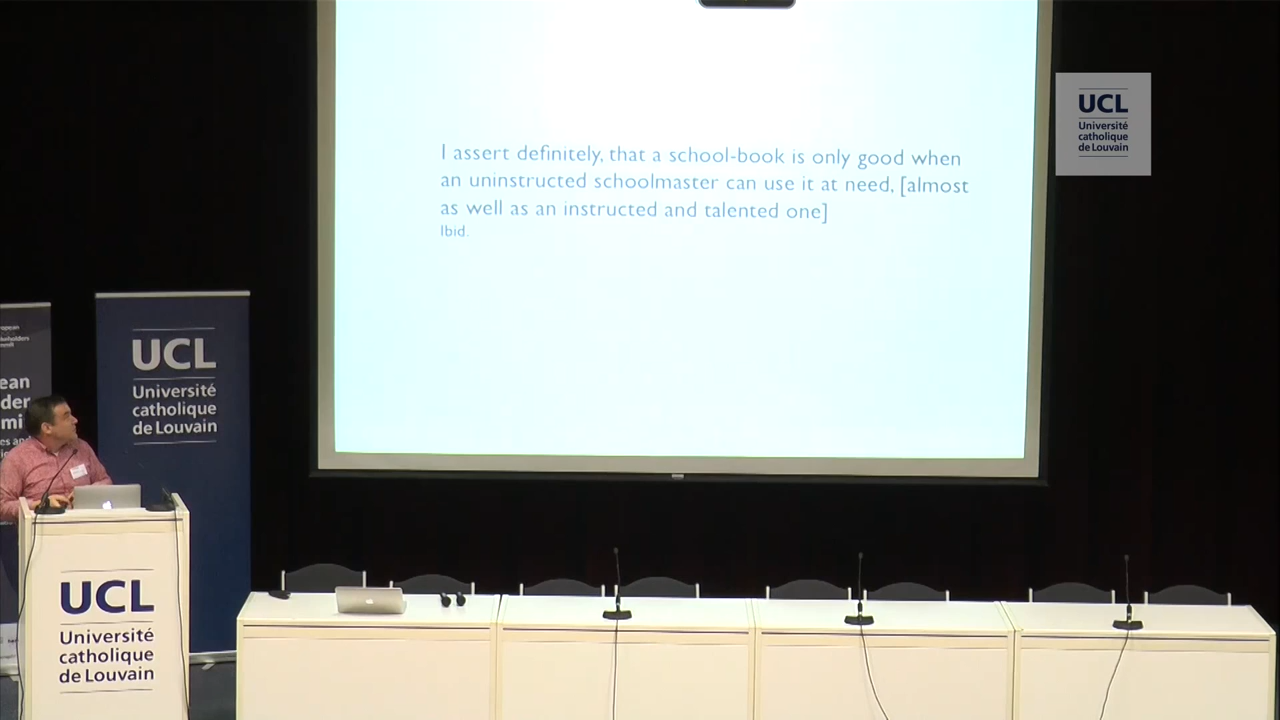 I assert definitely, that a school-book is only good when
an uninstructed schoolmaster can use it at need, [almost
as well as an instructed and talented one]
Ibid.
UCL
Université
catholique
de Louvain
UCL
Université
catholique
de Louvain
UCL
Université
catholique
de Louvain